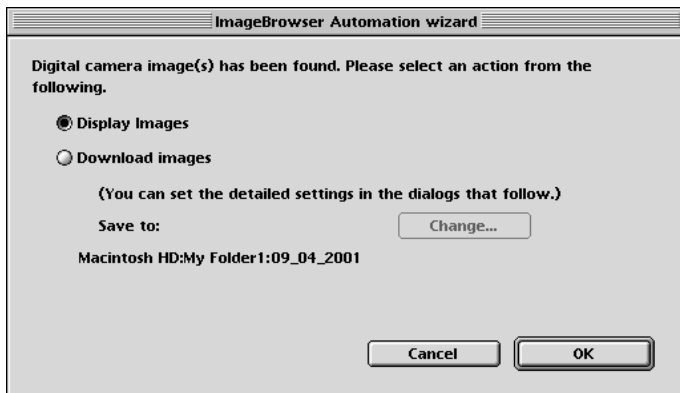 ImageBrowser Automation wizard
Digital camera image(s) has been found. Please select an action from the
following.
Display Images
Download images
(You can set the detailed settings in the dialogs that follow.)
Save to:
Change...
Macintosh HD:My Folder1:09_04_2001
Cancel
OK